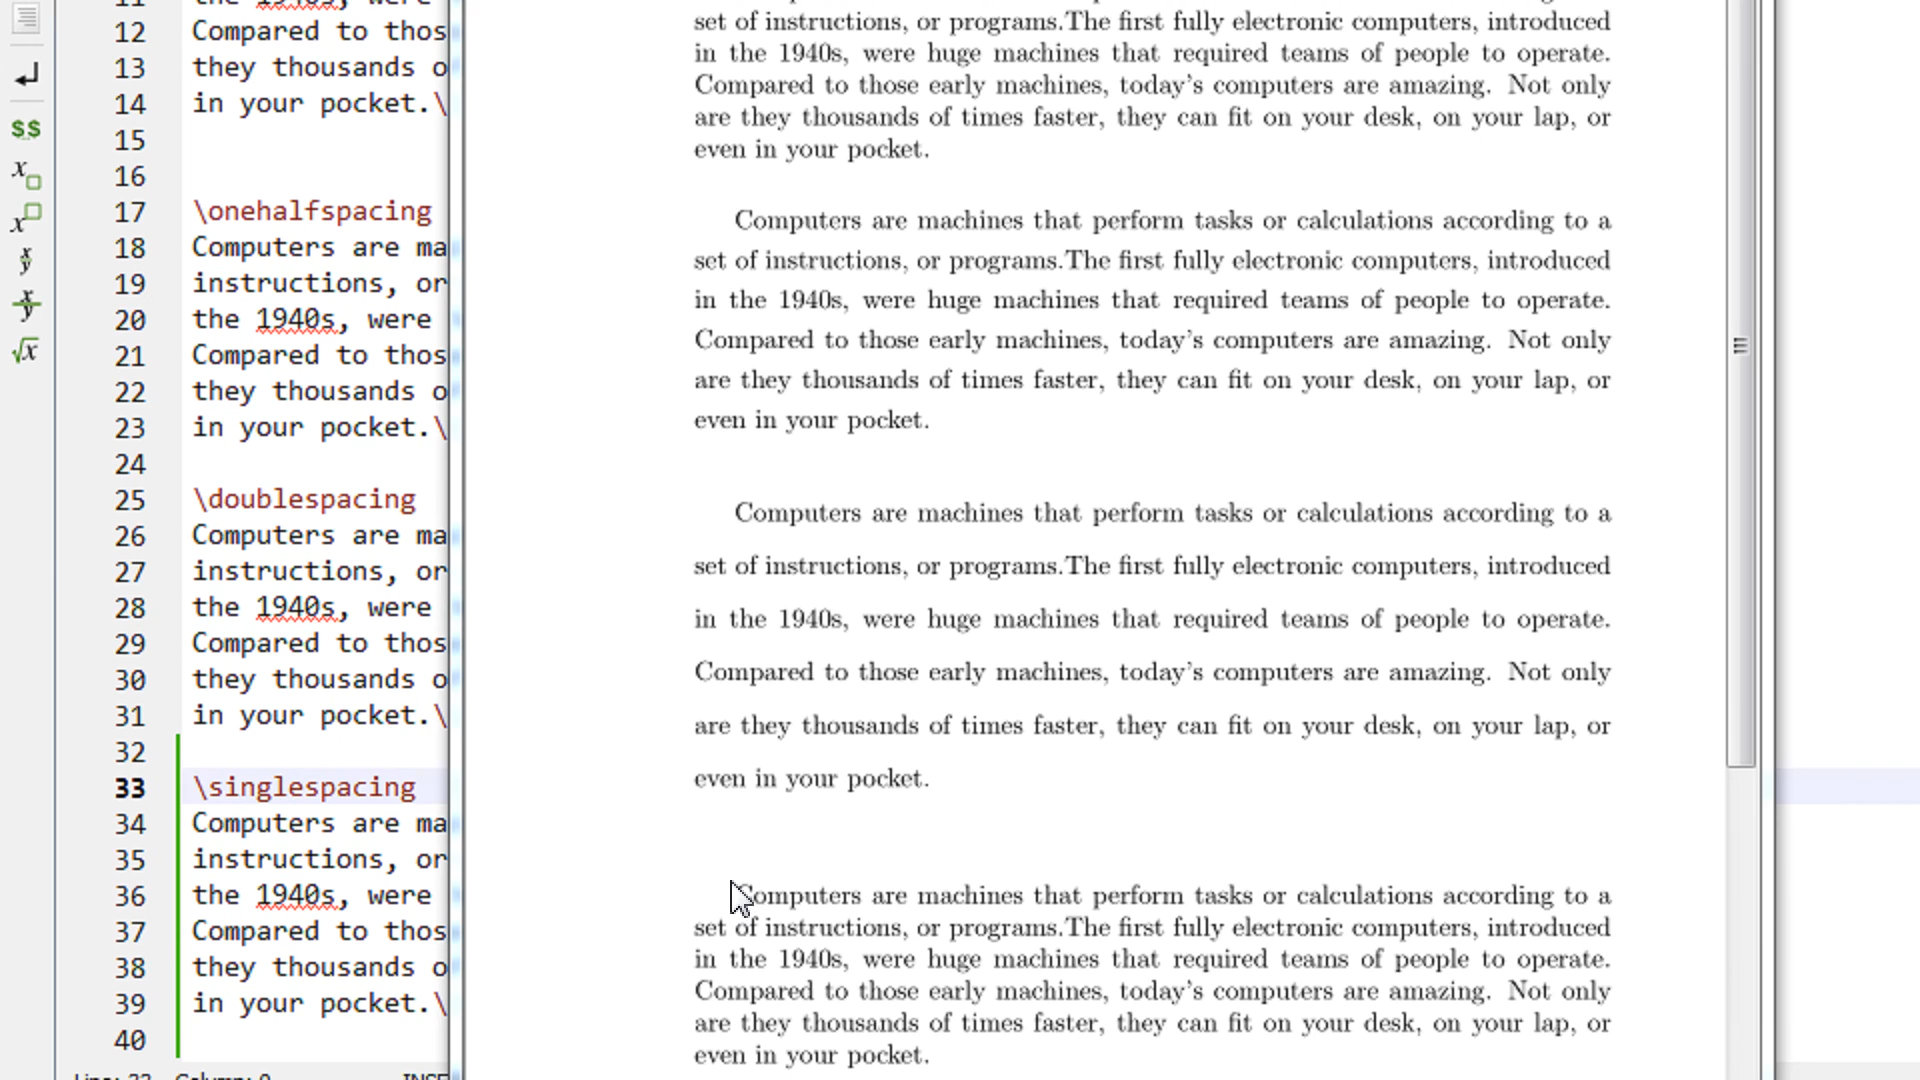 12 Compared to thos
13 they thousands o
14 in your pocket.\
15
16
17 \onehalfspacing
18 Computers are ma
19 instructions, or
20 the 1940s, were
21 Compared to thos
22 they thousands o
23 in your pocket.\
24
25 \doublespacing
26 Computers are ma
27 instructions, or
28 the 1940s, were
29 Compared to thos
30 they thousands o
31 in your pocket.\
32
33 \singlespacing
34 Computers are ma
35 instructions, or
36 the 1940s, were
37 Compared to thos
38 they thousands o
39 in your pocket.\
40
$$
x
x
x
y
x
y
√x
set of instructions, or programs.The first fully electronic computers, introduced
in the 1940s, were huge machines that required teams of people to operate.
Compared to those early machines, today's computers are amazing. Not only
are they thousands of times faster, they can fit on your desk, on your lap, or
even in your pocket.
Computers are machines that perform tasks or calculations according to a
set of instructions, or programs.The first fully electronic computers, introduced
in the 1940s, were huge machines that required teams of people to operate.
Compared to those early machines, today's computers are amazing. Not only
are they thousands of times faster, they can fit on your desk, on your lap, or
even in your pocket.
Computers are machines that perform tasks or calculations according to a
set of instructions, or programs.The first fully electronic computers, introduced
in the 1940s, were huge machines that required teams of people to operate.
Compared to those early machines, today's computers are amazing. Not only
are they thousands of times faster, they can fit on your desk, on your lap, or
even in your pocket.
Computers are machines that perform tasks or calculations according to a
set of instructions, or programs.The first fully electronic computers, introduced
in the 1940s, were huge machines that required teams of people to operate.
Compared to those early machines, today's computers are amazing. Not only
are they thousands of times faster, they can fit on your desk, on your lap, or
even in your pocket.